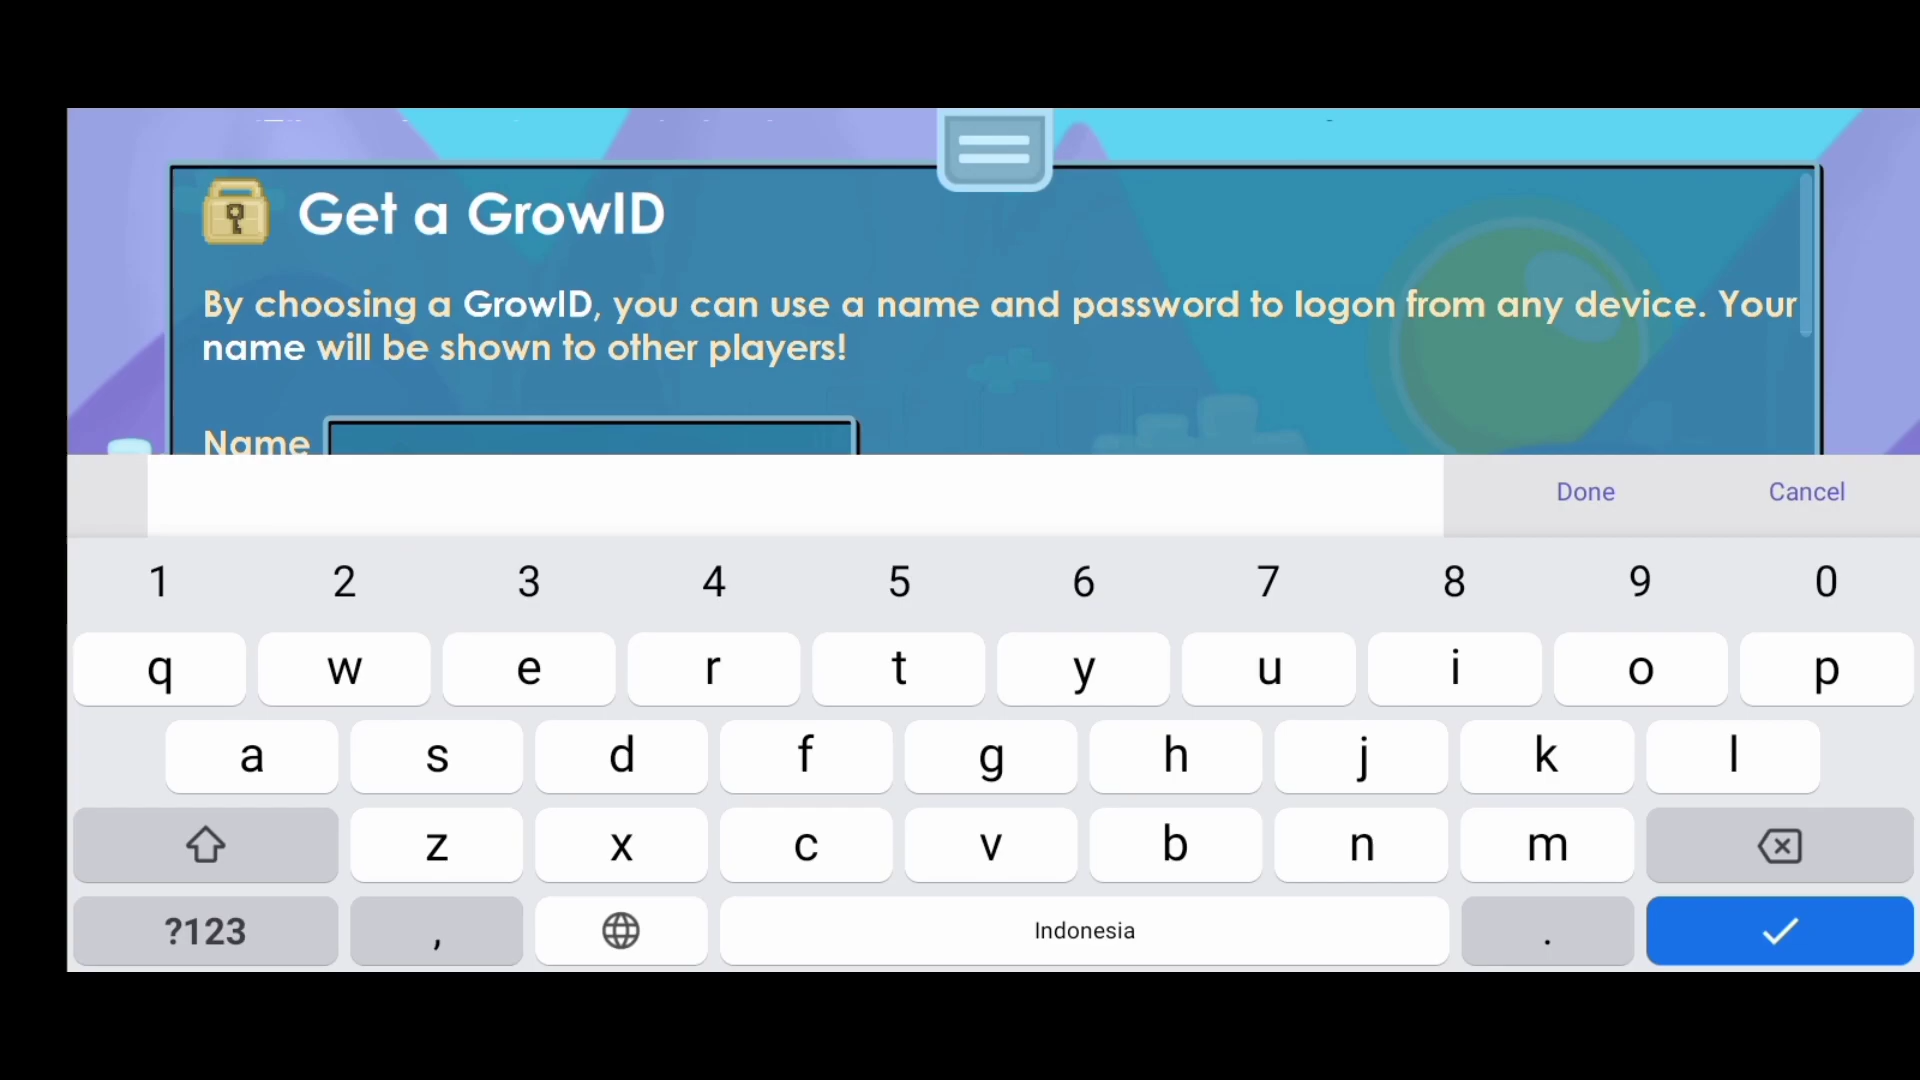 Get a GrowID
By choosing a GrowID, you can use a name and password to logon from any device. Your
name will be shown to other players!
Name
Done Cancel
1 2 3 4 5 6 7 8 9 0
q w e r t y u i o p
a s d f g h j k l
z x c v b n m
?123 , Indonesia .